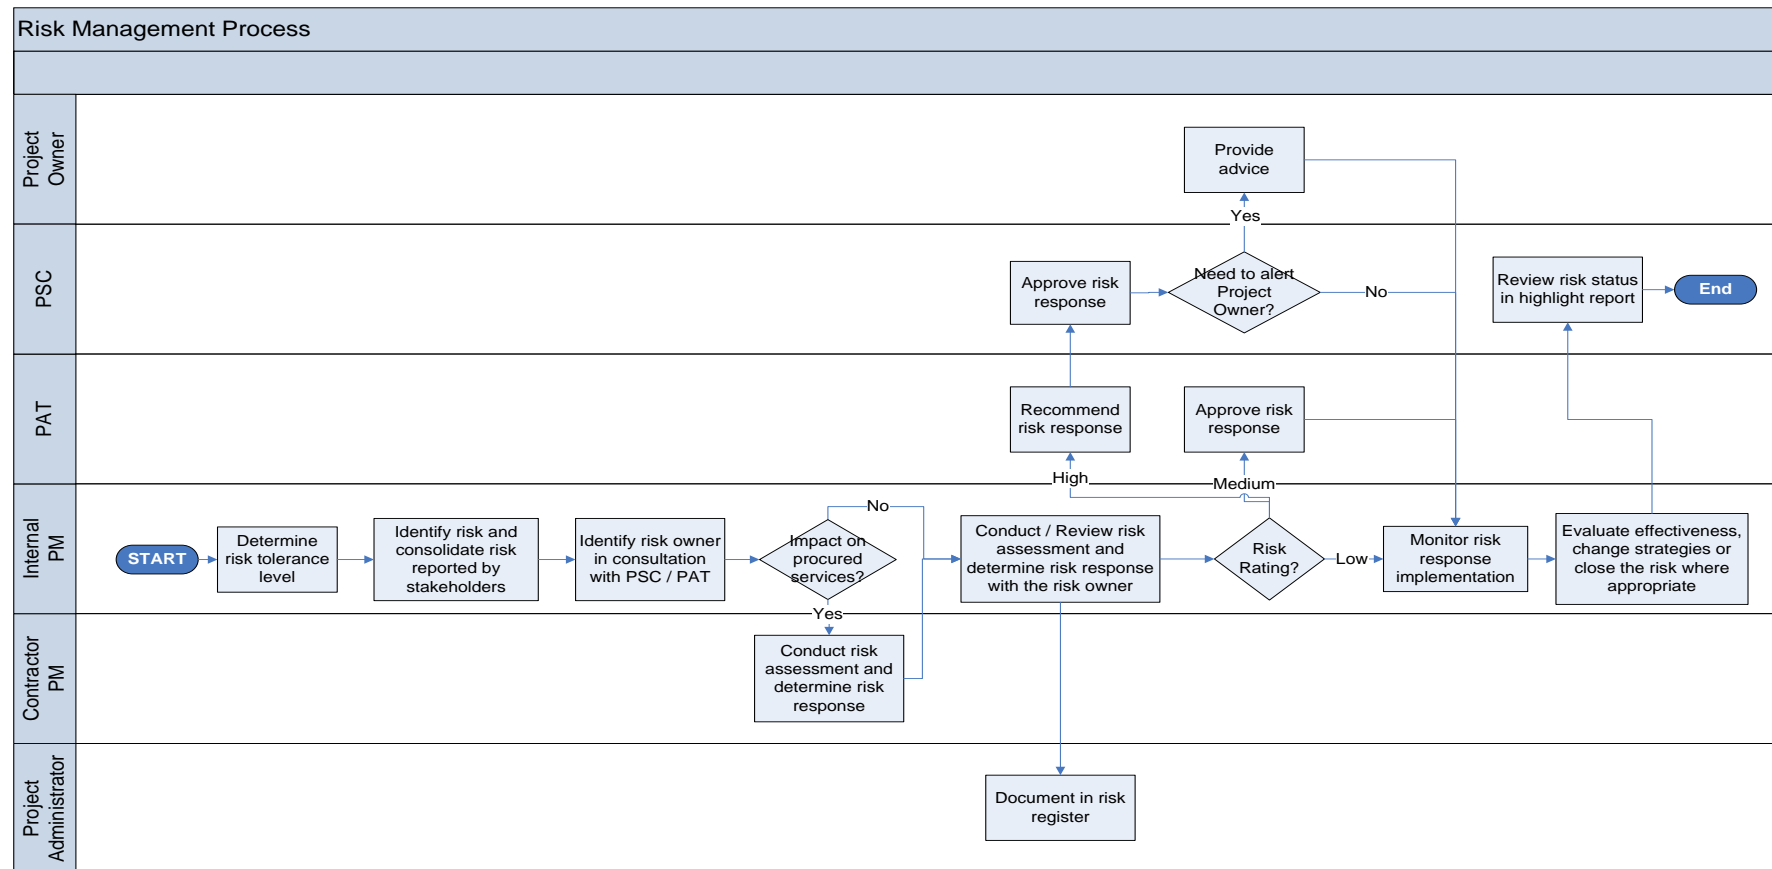 Risk Management Process
Project
Owner
Provide
advice
Yes
PSC
Approve risk
response
Need to alert
Project
Owner?
No
Review risk status
in highlight report
End
PAT
Recommend
risk response
Approve risk
response
High
Medium
Internal
PM
START
Determine
risk tolerance
level
Identify risk and
consolidate risk
reported by
stakeholders
Identify risk owner
in consultation
with PSC / PAT
Impact on
procured
services?
No
Yes
Conduct / Review risk
assessment and
determine risk response
with the risk owner
Risk
Rating?
Low
Monitor risk
response
implementation
Evaluate effectiveness,
change strategies or
close the risk where
appropriate
Contractor
PM
Conduct risk
assessment and
determine risk
response
Project
Administrator
Document in risk
register